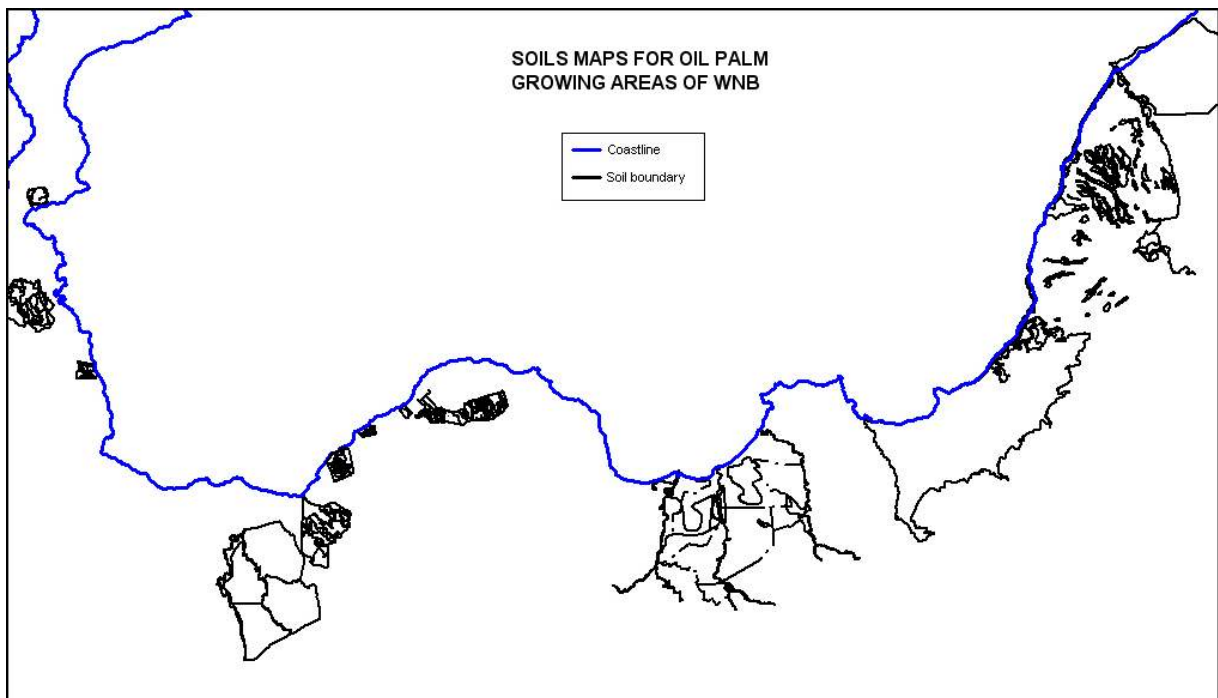 SOILS MAPS FOR OIL PALM
GROWING AREAS OF WNB
Coastline
Soil boundary